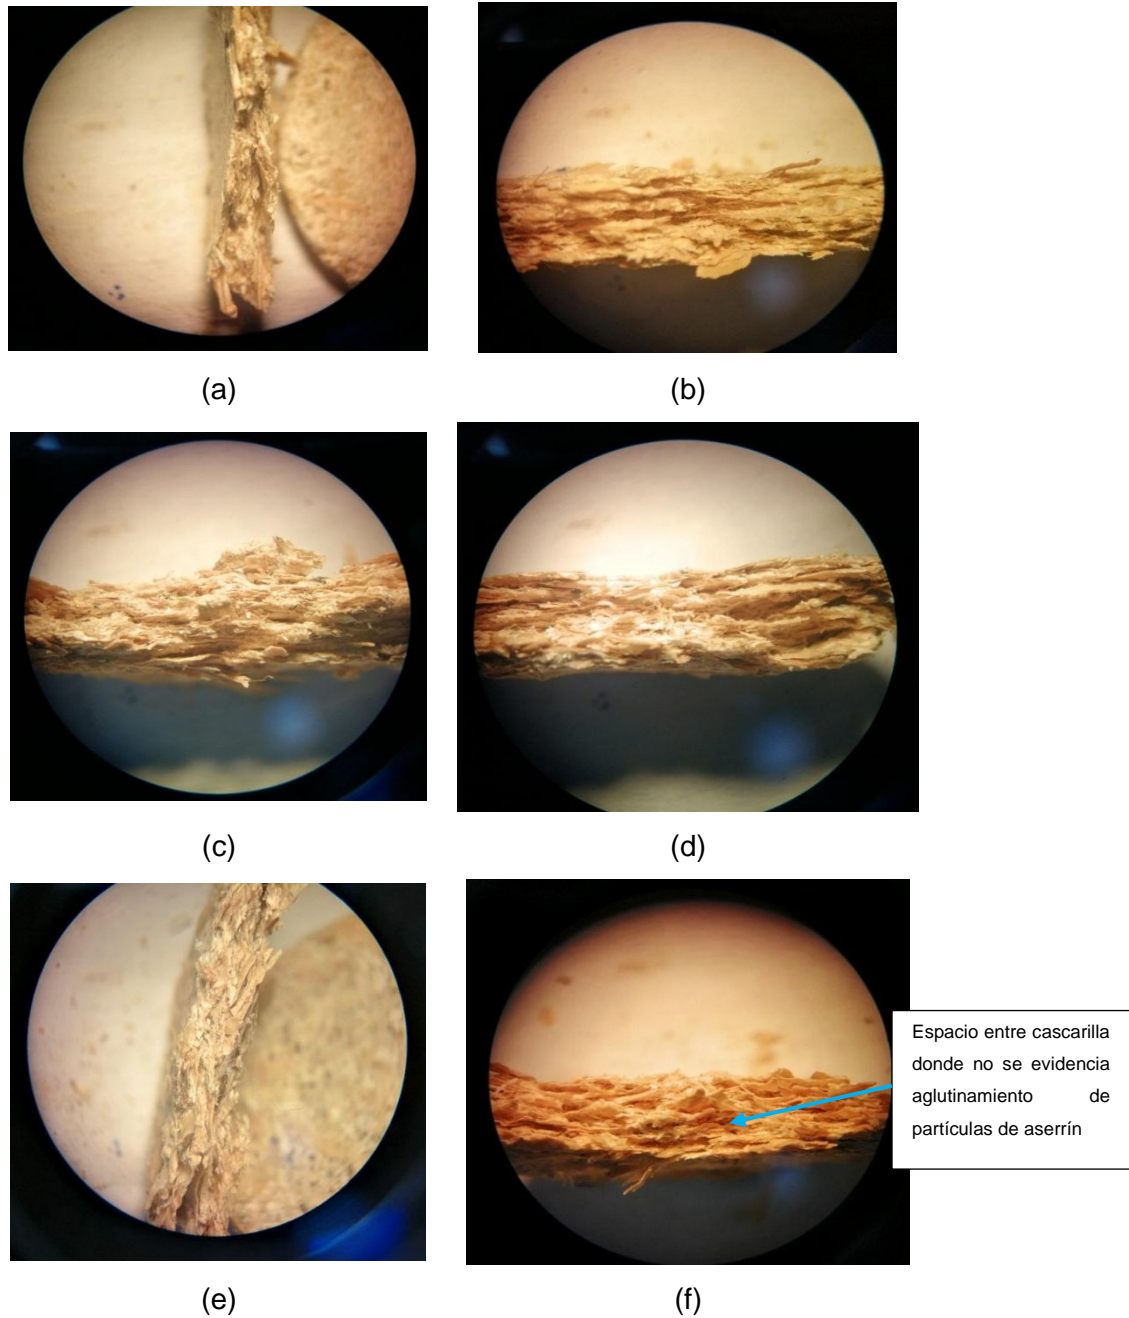 (a)
(b)
(c)
(d)
Espacio entre cascarilla
donde no se evidencia
aglutinamiento de
partículas de aserrín
(e)
(f)